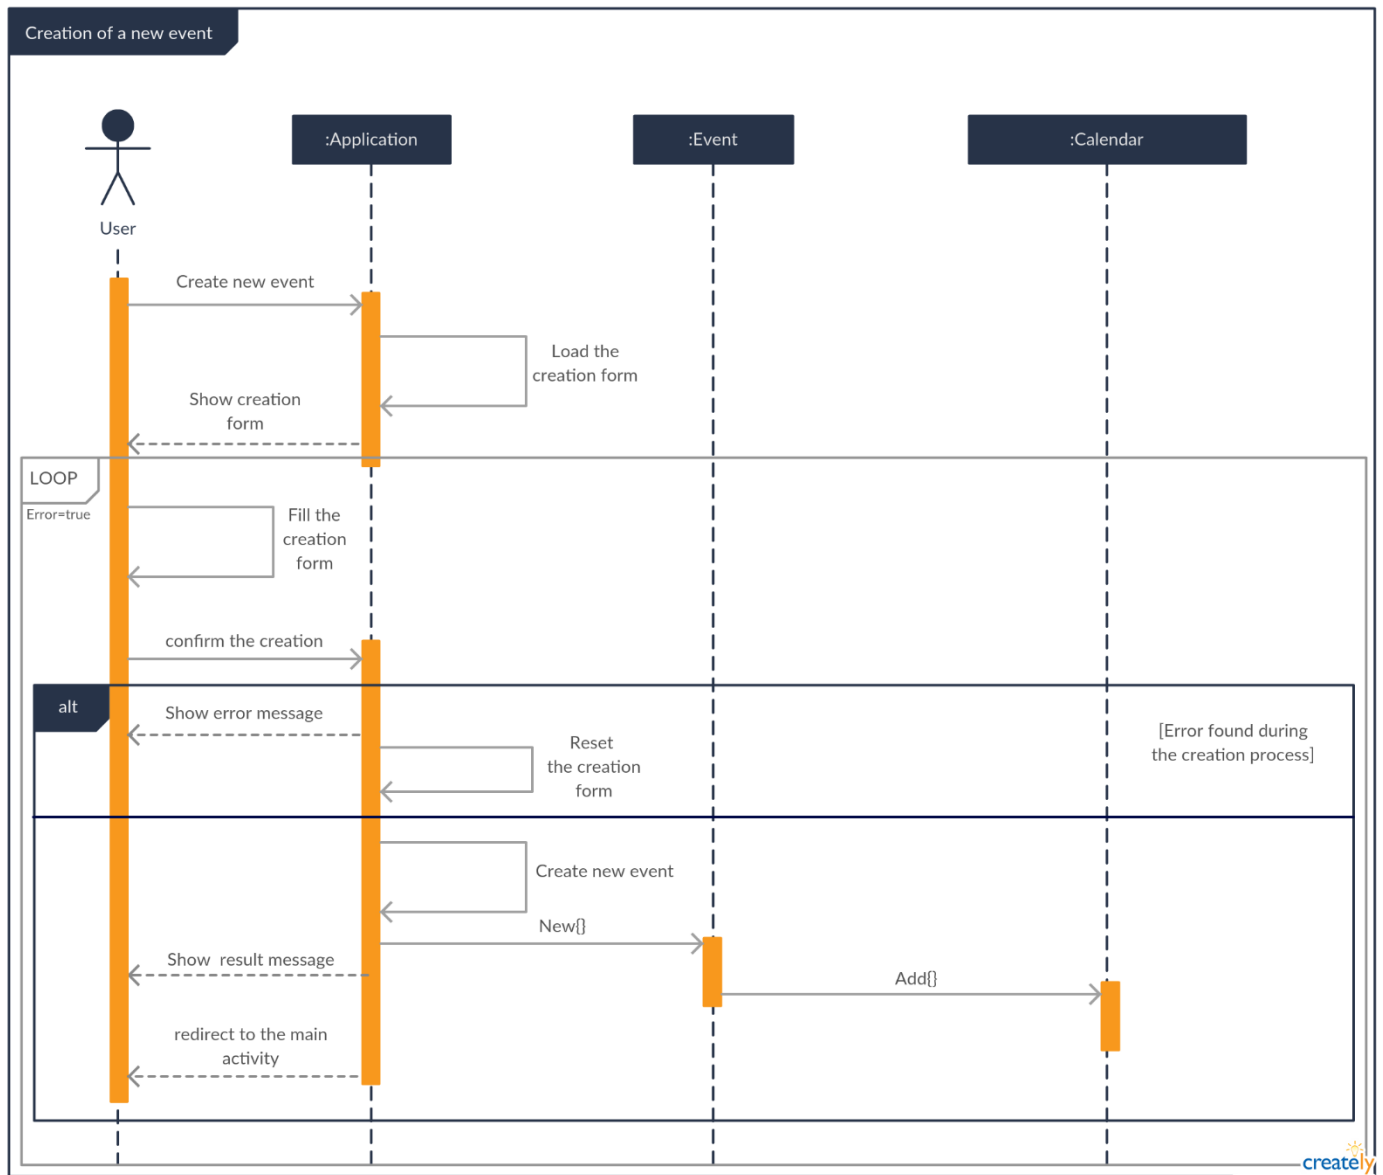 Creation of a new event
:Application
:Event
:Calendar
User
Create new event
Load the
creation form
Show creation
form
LOOP
Error=true
Fill the
creation
form
confirm the creation
alt
Show error message
[Error found during
the creation process]
Reset
the creation
form
Create new event
New{}
Show result message
Add{}
redirect to the main
activity
creately